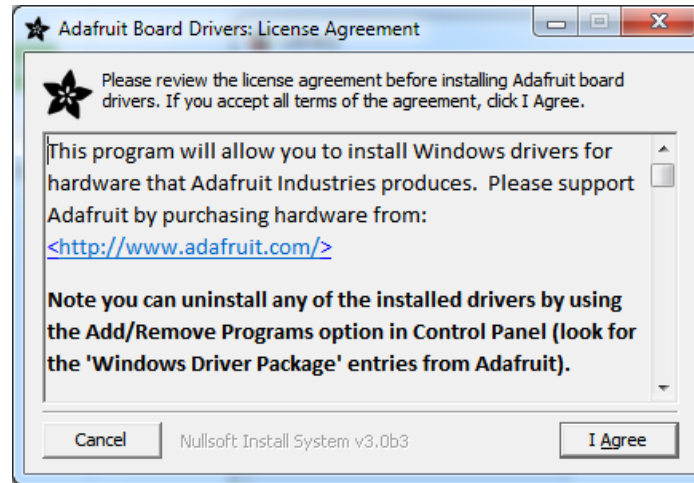 Adafruit Board Drivers: License Agreement
Please review the license agreement before installing Adafruit board
drivers. If you accept all terms of the agreement, click I Agree.
This program will allow you to install Windows drivers for
hardware that Adafruit Industries produces.  Please support
Adafruit by purchasing hardware from:
<http://www.adafruit.com/>
Note you can uninstall any of the installed drivers by using
the Add/Remove Programs option in Control Panel (look for
the 'Windows Driver Package' entries from Adafruit).
Cancel Nullsoft Install System v3.0b3 I Agree